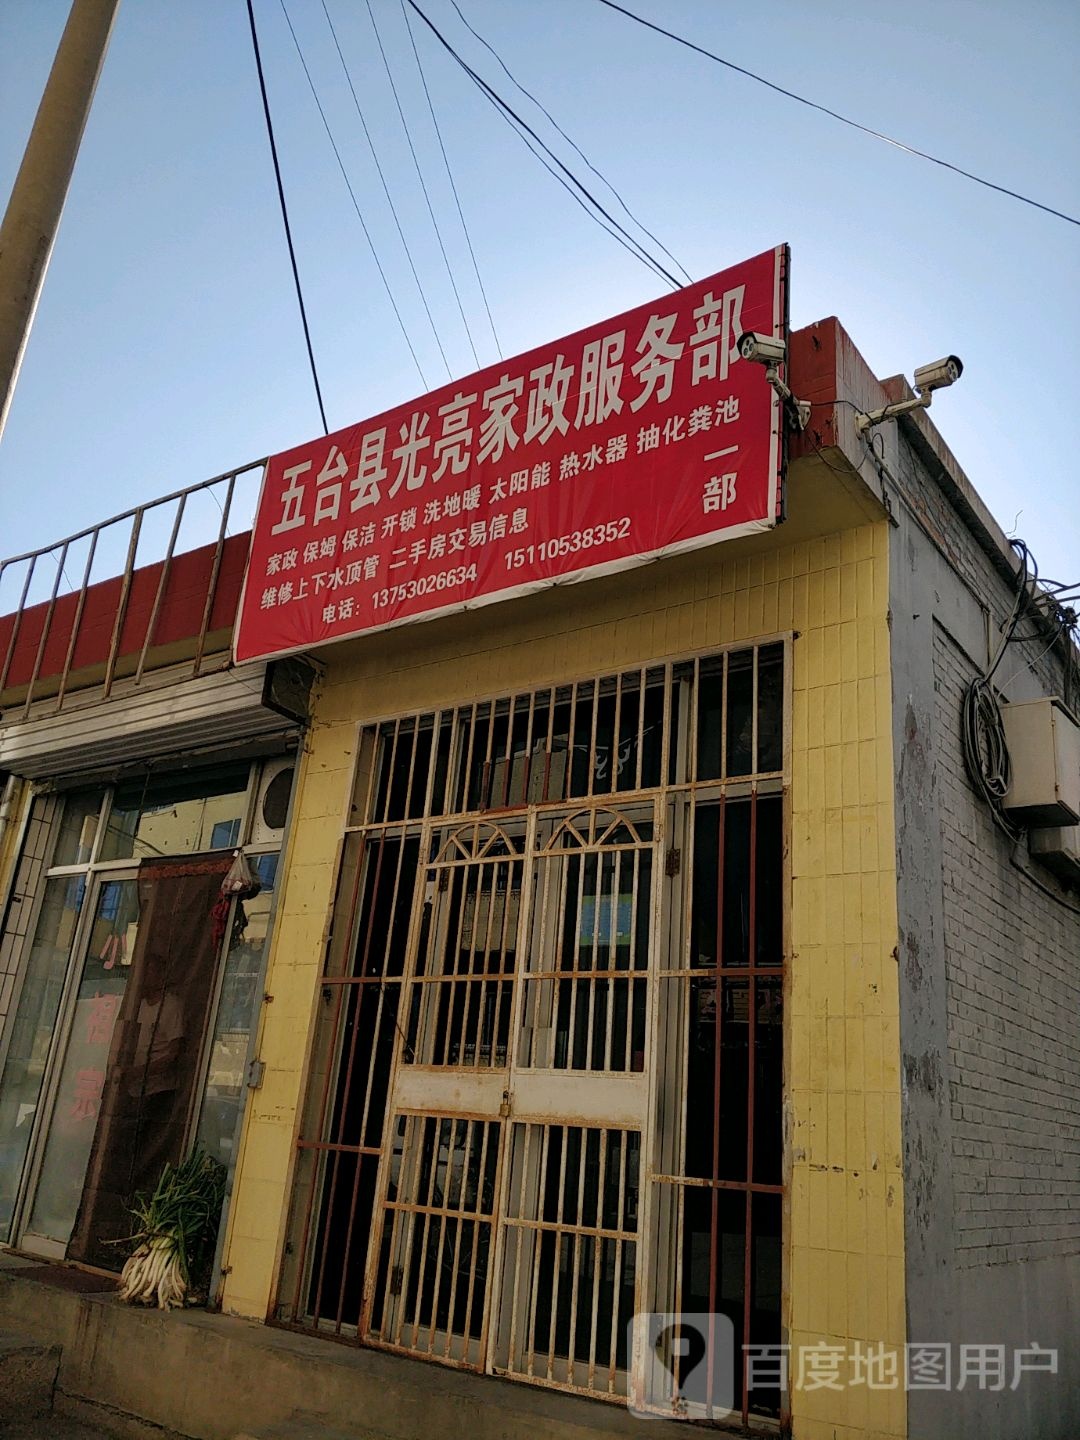 五台县光亮家政服务部
一部
家政 保姆 保洁 开锁 洗地暖 太阳能 热水器 抽化粪池
维修上下水顶管 二手房交易信息
电话：13753026634 15110538352
小
百度地图用户